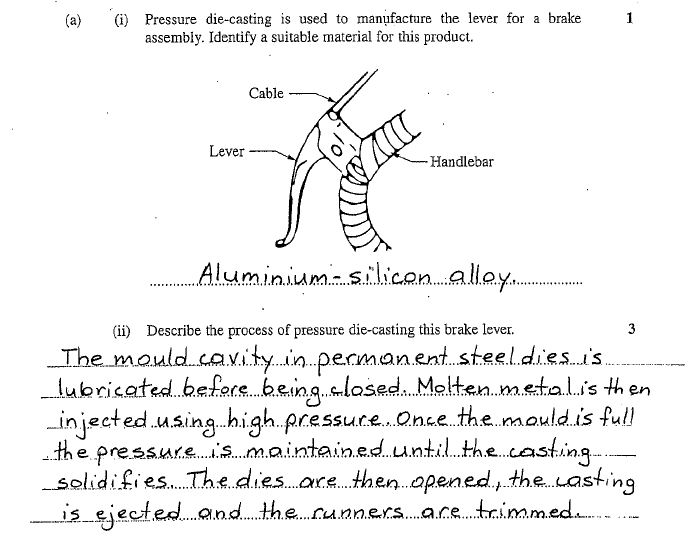 (a) (i) Pressure die-casting is used to manufacture the lever for a brake 1
assembly. Identify a suitable material for this product.
Cable
Lever
Handlebar
Aluminium-silicon alloy.
(ii) Describe the process of pressure die-casting this brake lever. 3
The mould cavity in permanent steel dies is
lubricated before being closed. Molten metal is then
injected using high pressure. Once the mould is full
the pressure is maintained until the casting
solidifies. The dies are then opened, the casting
is ejected and the runners are trimmed.